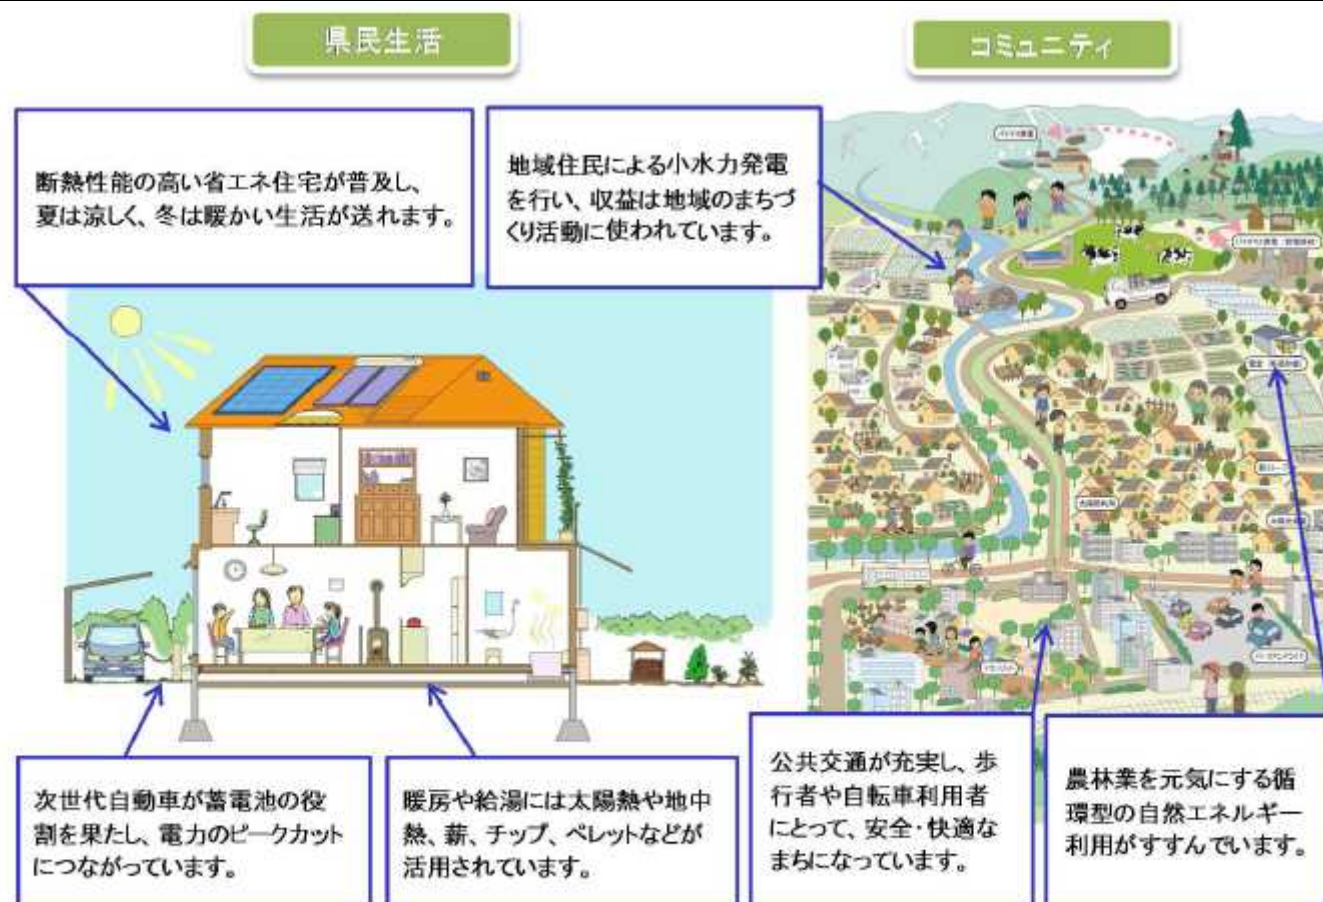 県民生活
コミュニティ
断熱性能の高い省エネ住宅が普及し、
夏は涼しく、冬は暖かい生活が送れます。
地域住民による小水力発電
を行い、収益は地域のまちづ
くり活動に使われています。
次世代自動車が蓄電池の役
割を果たし、電力のピークカット
につながっています。
暖房や給湯には太陽熱や地中
熱、薪、チップ、ペレットなどが
活用されています。
公共交通が充実し、歩
行者や自転車利用者
にとって、安全・快適な
まちになっています。
農林業を元気にする循
環型の自然エネルギー
利用がすすんでいます。